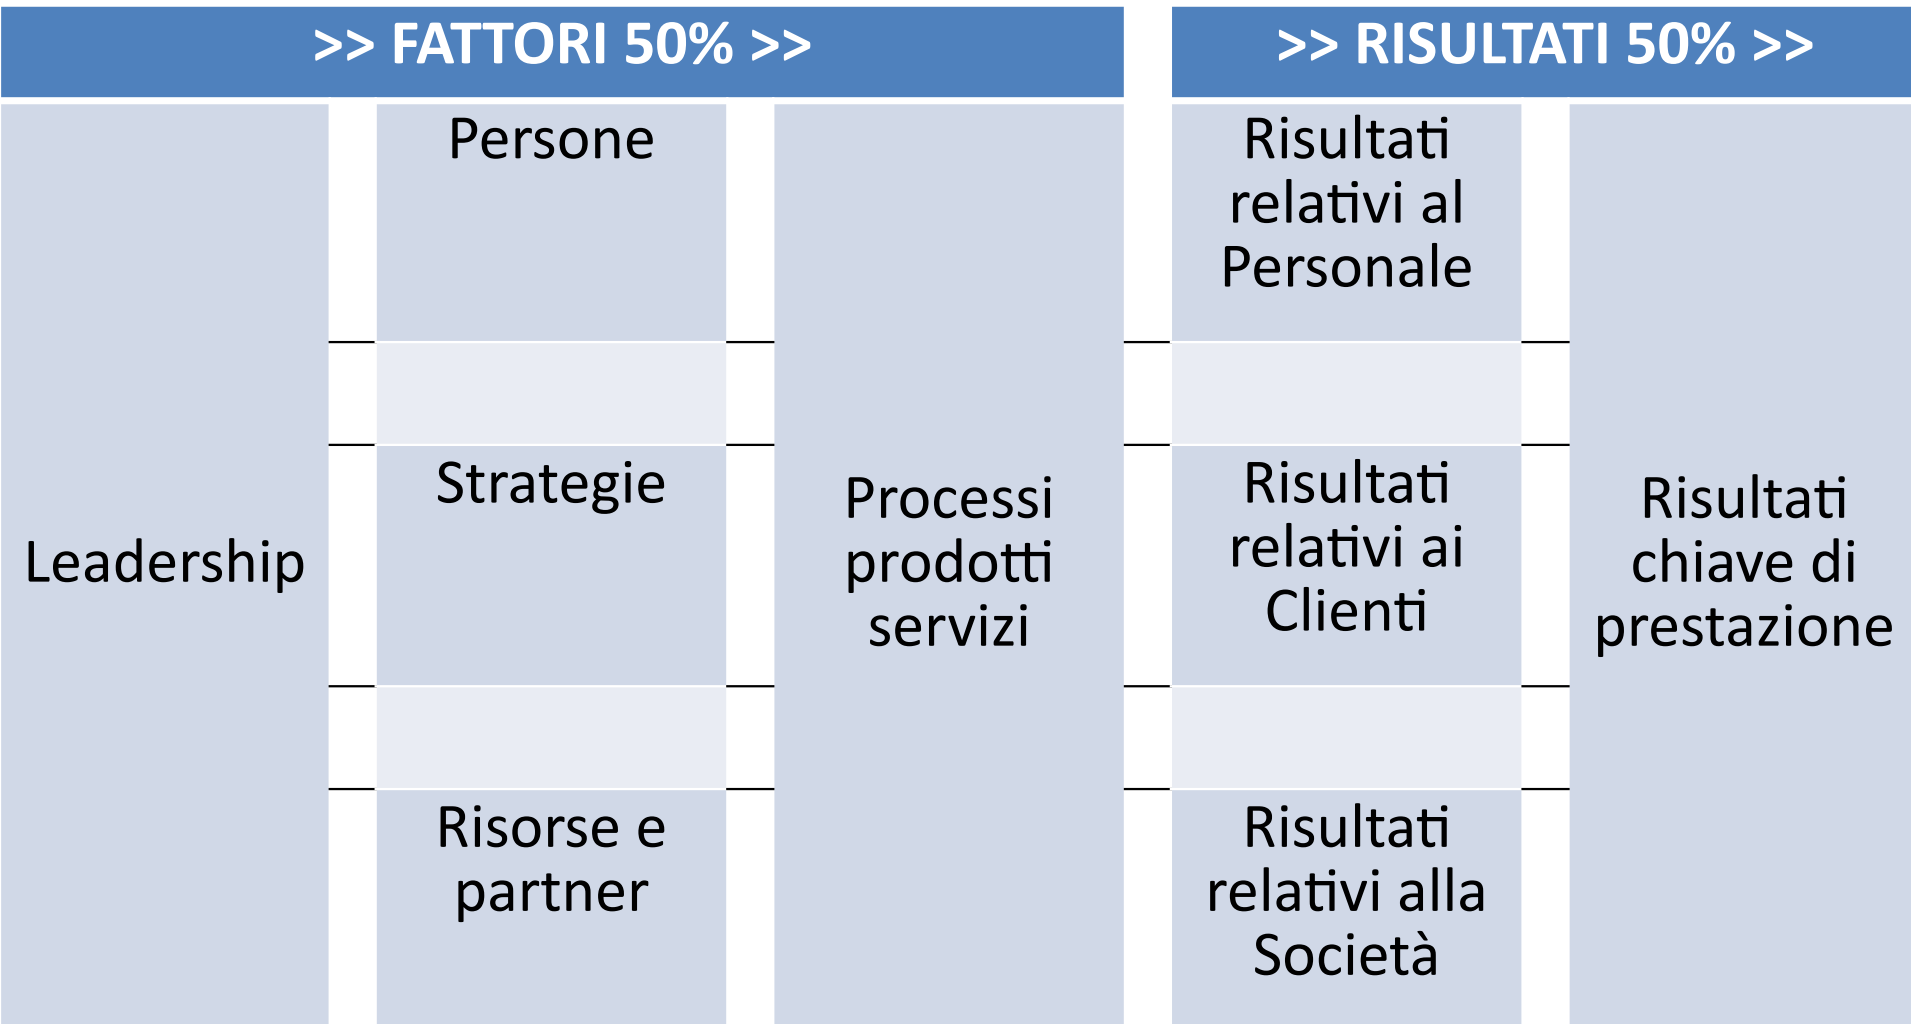 >> FATTORI 50% >>
>> RISULTATI 50% >>
Leadership
Persone
Strategie
Risorse e
partner
Processi
prodotti
servizi
Risultati
relativi al
Personale
Risultati
relativi ai
Clienti
Risultati
relativi alla
Società
Risultati
chiave di
prestazione